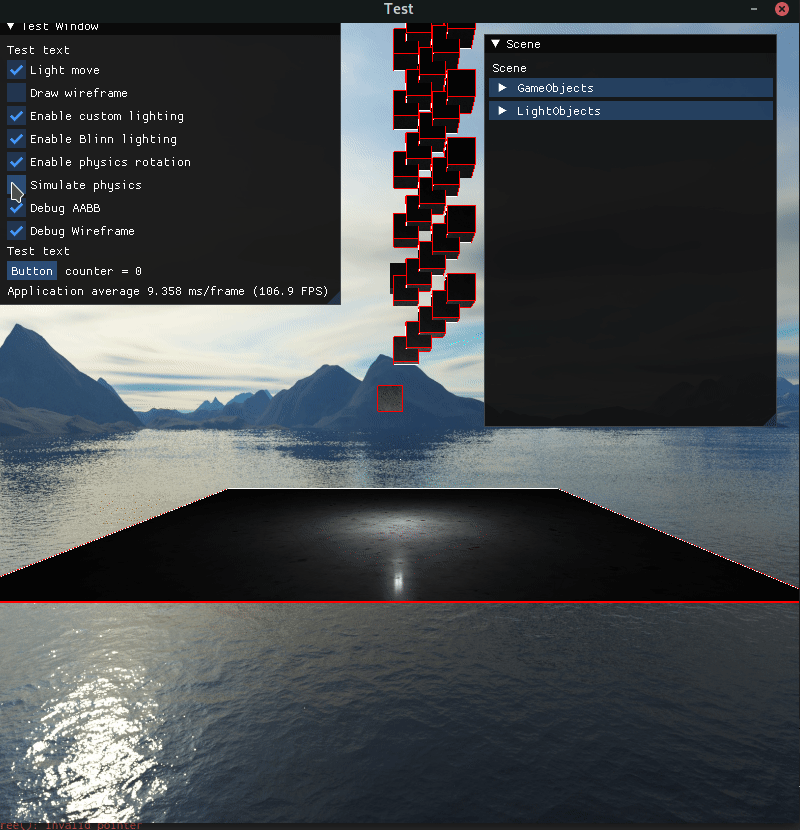 Test
Test Window
Test text
Light move
Draw wireframe
Enable custom lighting
Enable Blinn lighting
Enable physics rotation
Simulate physics
Debug AABB
Debug Wireframe
Test text
Button counter = 0
Application average 9.358 ms/frame (106.9 FPS)
Scene
Scene
GameObjects
LightObjects
invalid pointer